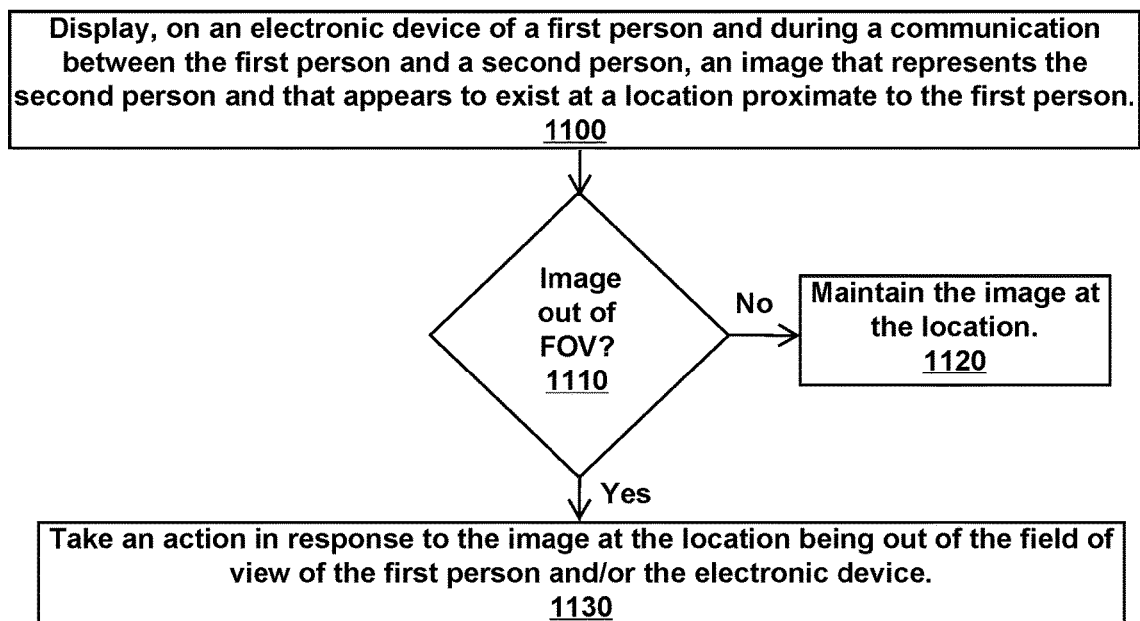 Display, on an electronic device of a first person and during a communication
between the first person and a second person, an image that represents the
second person and that appears to exist at a location proximate to the first person.
1100
Image
out of
FOV?
1110
No
Maintain the image at
the location.
1120
Yes
Take an action in response to the image at the location being out of the field of
view of the first person and/or the electronic device.
1130